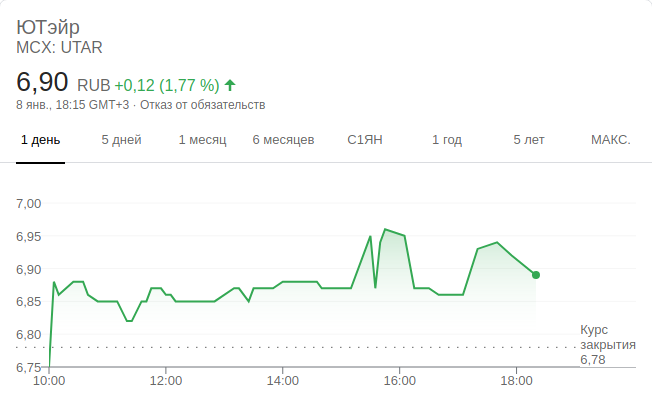 ЮТэйр
MCX: UTAR
6,90 RUB +0,12 (1,77 %)
8 янв., 18:15 GMT+3 · Отказ от обязательств
1 день 5 дней 1 месяц 6 месяцев С1ЯН 1 год 5 лет МАКС.
7,00
6,95
6,90
6,85
6,80
6,75
Курс
закрытия
6,78
10:00 12:00 14:00 16:00 18:00